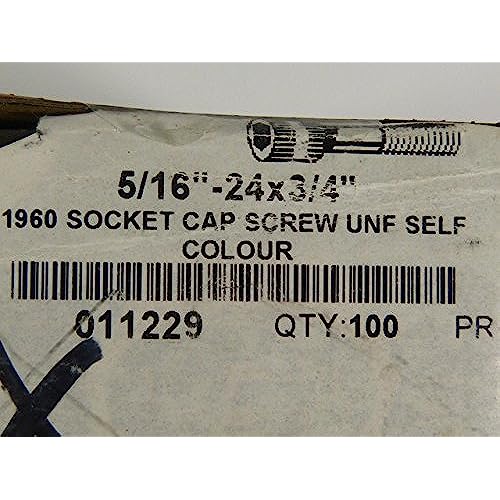 5/16"-24x3/4"
1960 SOCKET CAP SCREW UNF SELF
COLOUR
011229 QTY:100 PR